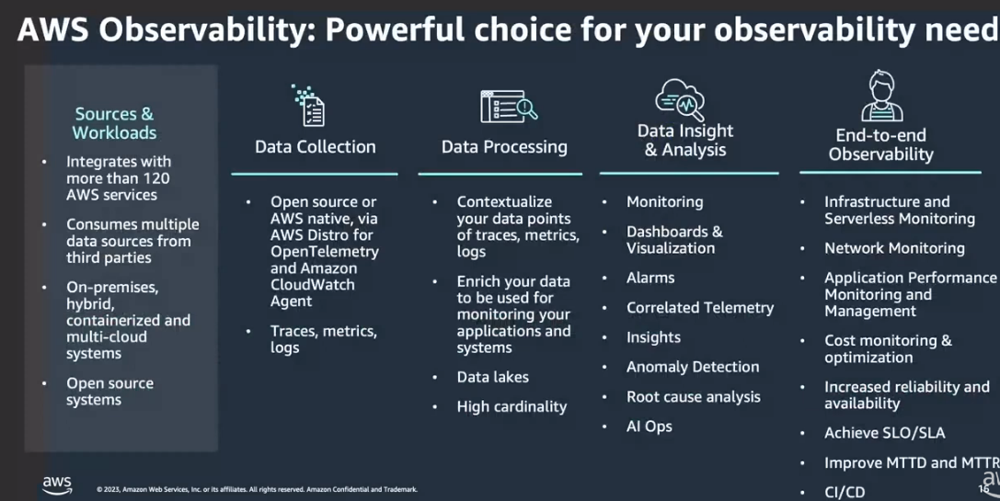 AWS Observability: Powerful choice for your observability need
Sources &
Workloads
• Integrates with
more than 120
AWS services
• Consumes multiple
data sources from
third parties
• On-premises,
hybrid,
containerized and
multi-cloud
systems
• Open source
systems
Data Collection
• Open source or
AWS native, via
AWS Distro for
OpenTelemetry
and Amazon
CloudWatch
Agent
• Traces, metrics,
logs
Data Processing
• Contextualize
your data points
of traces, metrics,
logs
• Enrich your data
to be used for
monitoring your
applications and
systems
• Data lakes
• High cardinality
Data Insight
& Analysis
• Monitoring
• Dashboards &
Visualization
• Alarms
• Correlated Telemetry
• Insights
• Anomaly Detection
• Root cause analysis
• AI Ops
End-to-end
Observability
• Infrastructure and
Serverless Monitoring
• Network Monitoring
• Application Performance
Monitoring and
Management
• Cost monitoring &
optimization
• Increased reliability and
availability
• Achieve SLO/SLA
• Improve MTTD and MTTR
• CI/CD
aws
© 2023, Amazon Web Services, Inc. or its affiliates. All rights reserved. Amazon Confidential and Trademark.